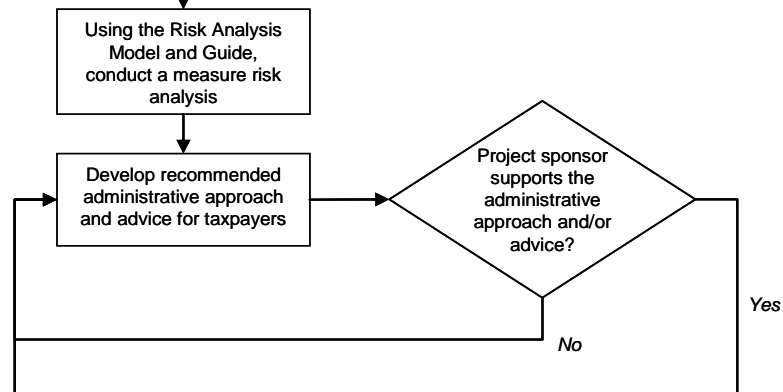 Using the Risk Analysis
Model and Guide,
conduct a measure risk
analysis
Develop recommended
administrative approach
and advice for taxpayers
Project sponsor
supports the
administrative
approach and/or
advice?
Yes
No